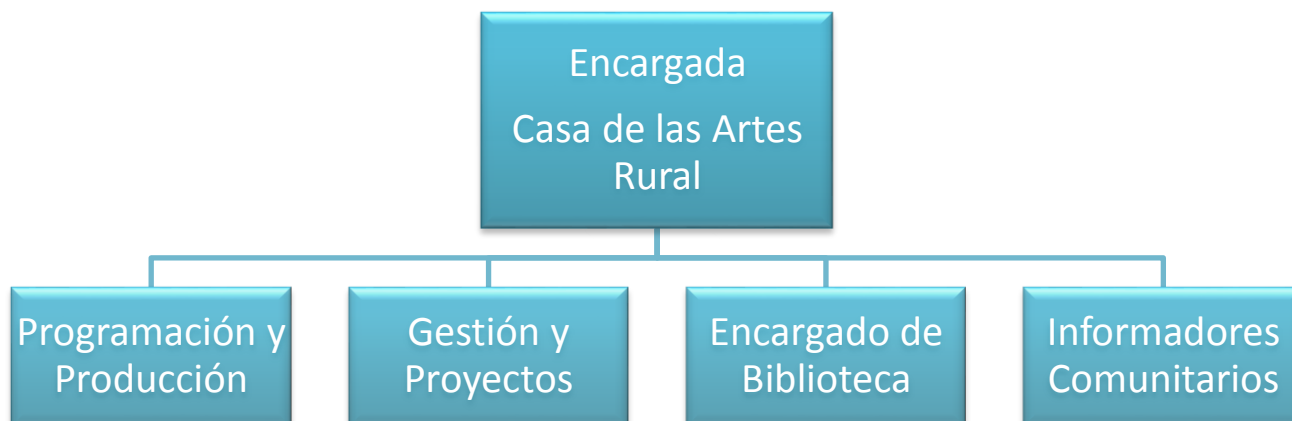 Encargada
Casa de las Artes
Rural
Programación y
Producción
Gestión y
Proyectos
Encargado de
Biblioteca
Informadores
Comunitarios